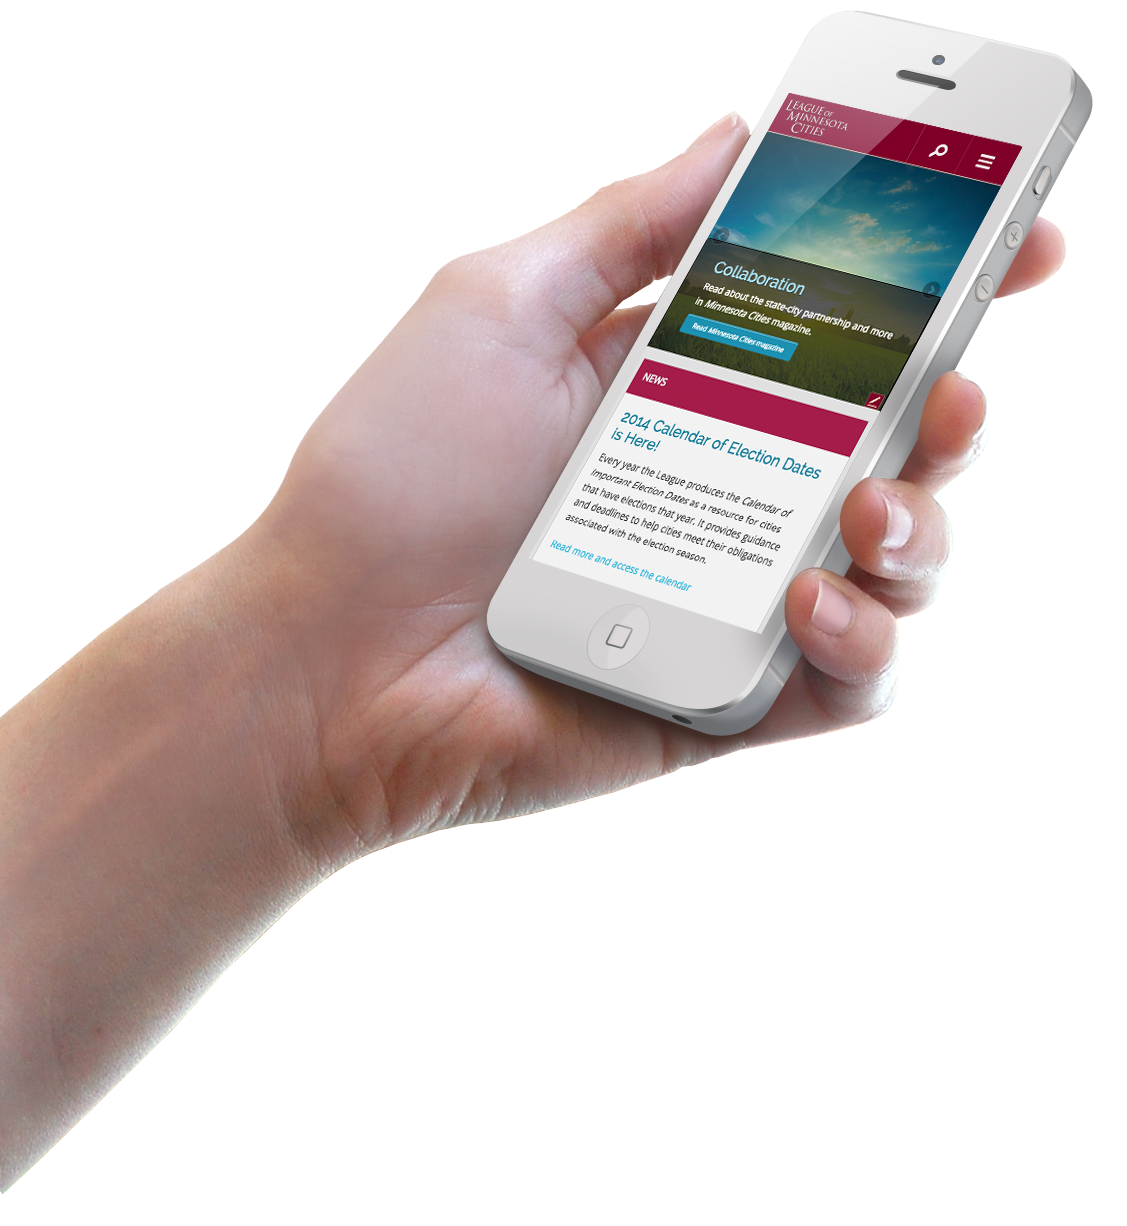 LEAGUE OF
MINNESOTA
CITIES
Collaboration
Read about the state-city partnership and more
in Minnesota Cities magazine.
Read Minnesota Cities magazine
NEWS
2014 Calendar of Election Dates
is Here!
Every year the League produces the Calendar of
Important Election Dates as a resource for cities
that have elections that year. It provides guidance
and deadlines to help cities meet their obligations
associated with the election season.
Read more and access the calendar